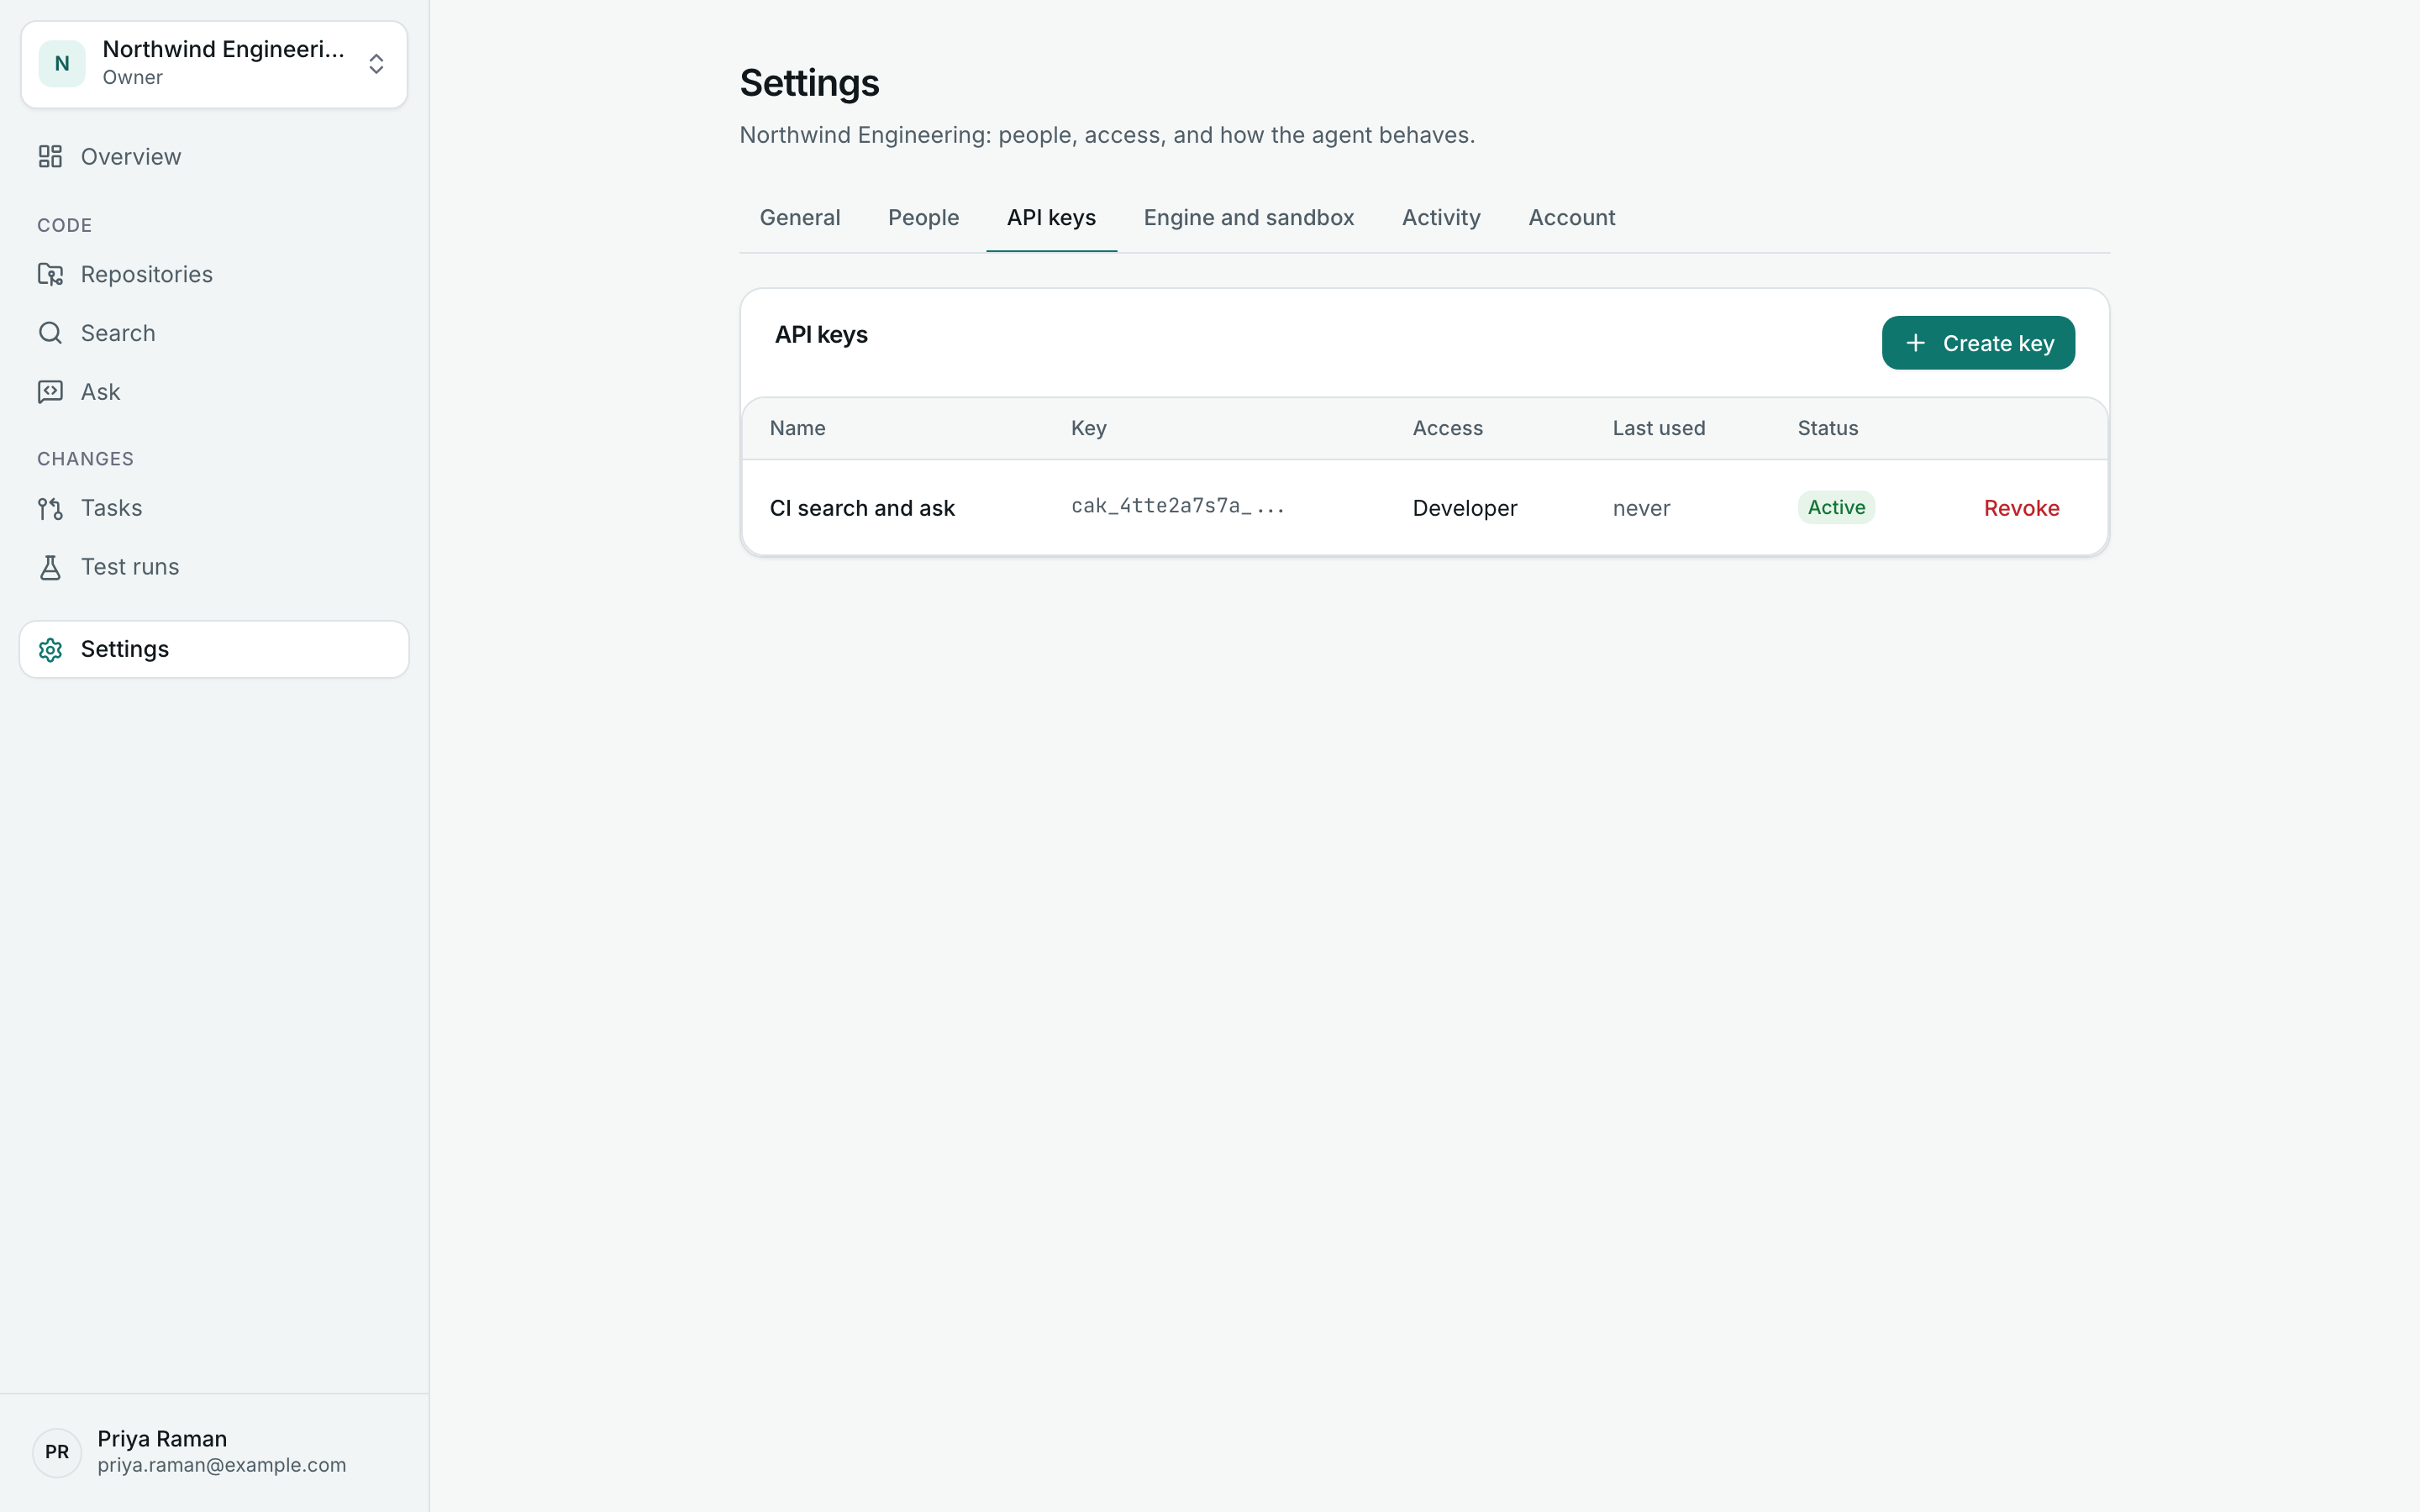 N
Northwind Engineeri...
Owner
Overview
CODE
Repositories
Search
Ask
CHANGES
Tasks
Test runs
Settings
PR
Priya Raman
priya.raman@example.com
Settings
Northwind Engineering: people, access, and how the agent behaves.
General People API keys Engine and sandbox Activity Account
API keys
Create key
Name Key Access Last used Status
CI search and ask cak_4tte2a7s7a_... Developer never Active Revoke